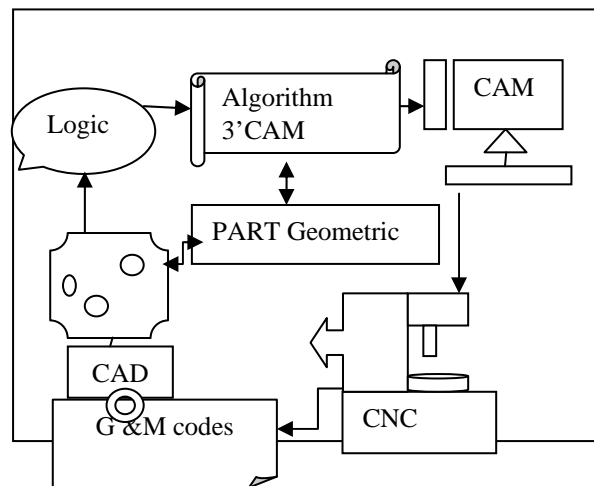 Logic
Algorithm
3’CAM
CAM
PART Geometric
CAD
G &M codes
CNC